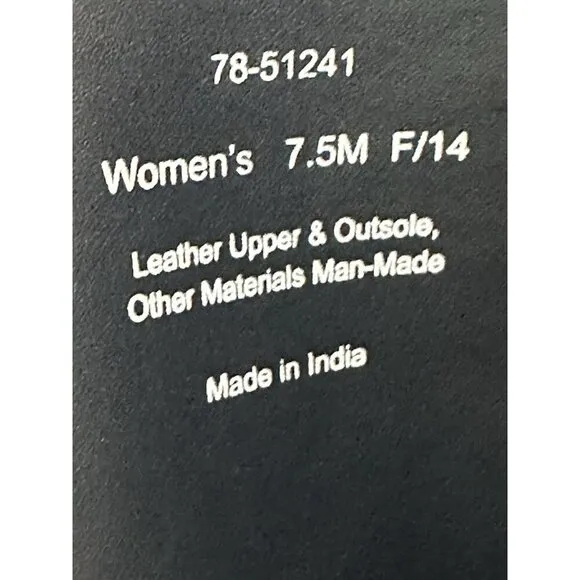 78-51241
Women's 7.5M F/14
Leather Upper & Outsole,
Other Materials Man-Made
Made in India